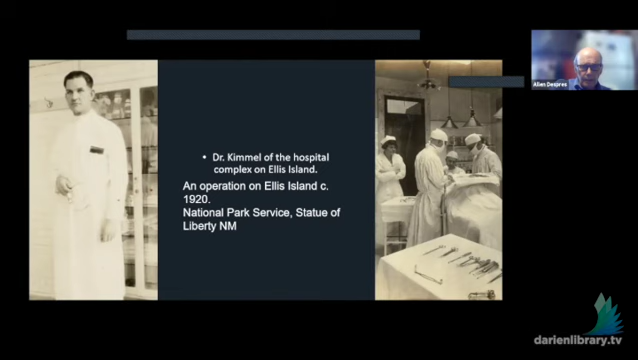 Dr. Kimmel of the hospital
complex on Ellis Island.
An operation on Ellis Island c.
1920.
National Park Service, Statue of
Liberty NM
Allen Despres
darienlibrary.tv